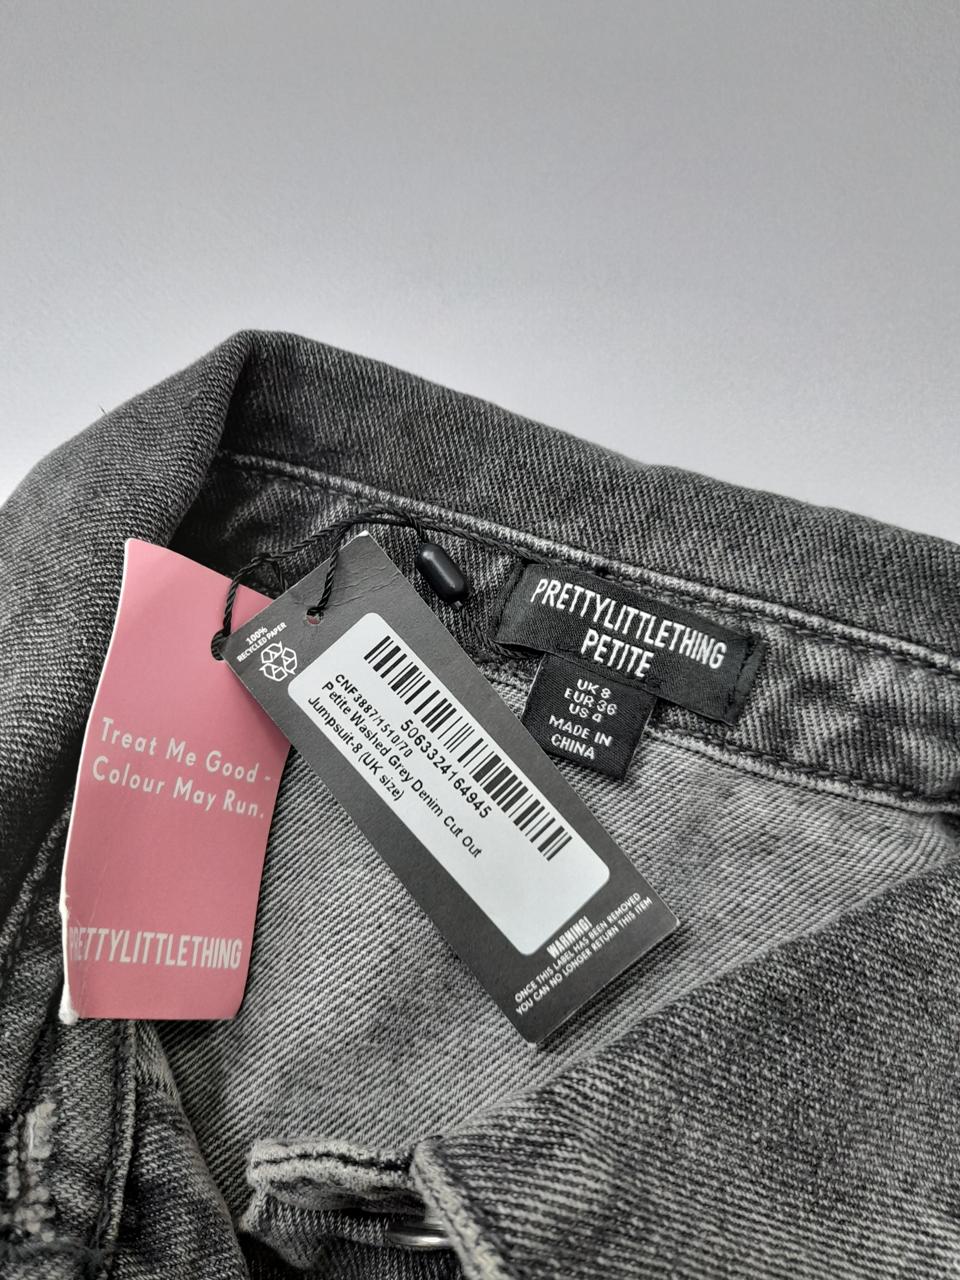 Treat Me Good -
Colour May Run.
PRETTYLITTLETHING
100%
RECYCLED PAPER
5063324164945
CNF3887/1510/70
Petite Washed Grey Denim Cut Out
Jumpsuit-8 (UK size)
WARNING!
ONCE THIS LABEL HAS BEEN REMOVED
YOU CAN NO LONGER RETURN THIS ITEM
PRETTYLITTLETHING
PETITE
UK 8
EUR 36
US 4
MADE IN
CHINA